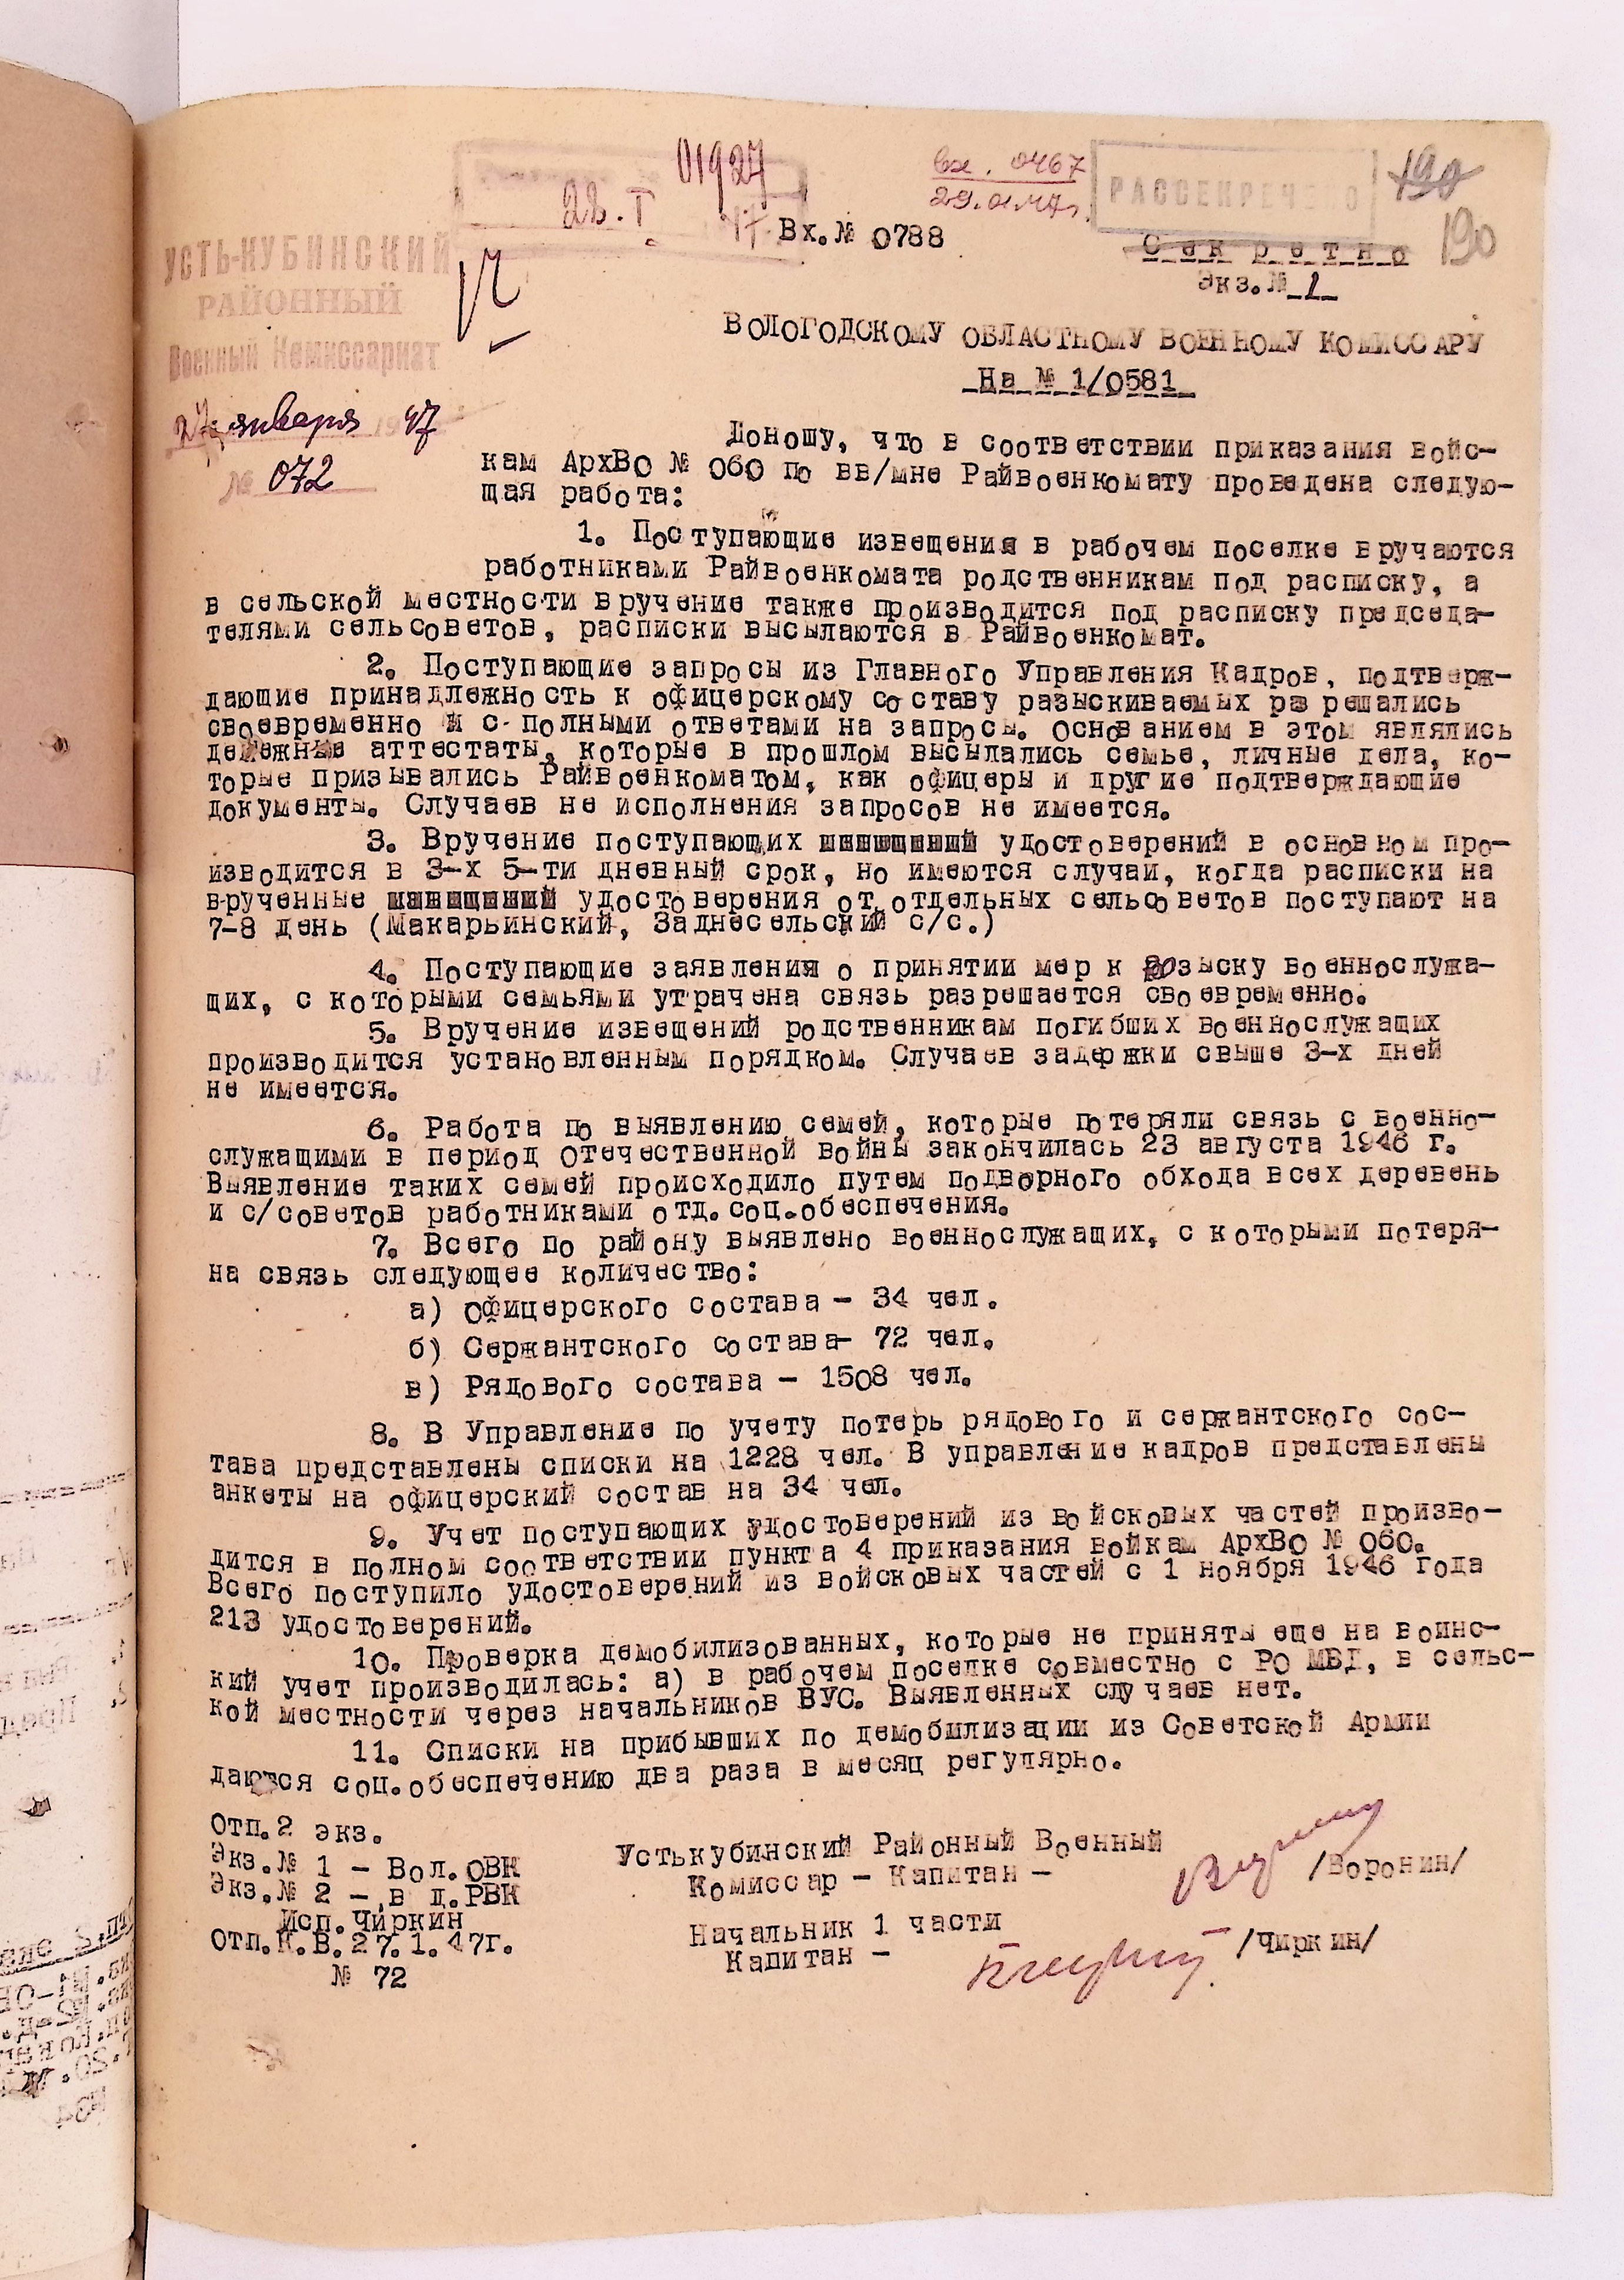 01927
28.I 47
вх. 0467
29.01.47г.
РАССЕКРЕЧЕНО
190
190
Вх.№ 0788
Секретно
Экз.№ 1
УСТЬ-КУБИНСКИЙ
РАЙОННЫЙ
Военный Комиссариат
27 января 1947
№ 072
ВОЛОГОДСКОМУ ОБЛАСТНОМУ ВОЕННОМУ КОМИССАРУ
На № 1/0581
Доношу, что в соответствии приказания войс-
кам АрхВО № 060 по вв/мне Райвоенкомату проведена следую-
щая работа:
1. Поступающие извещения в рабочем поселке вручаются
работниками Райвоенкомата родственникам под расписку, а
в сельской местности вручение также производится под расписку председа-
телями сельсоветов, расписки высылаются в Райвоенкомат.
2. Поступающие запросы из Главного Управления Кадров, подтверж-
дающие принадлежность к офицерскому составу разыскиваемых разрешались
своевременно и с полными ответами на запросы. Основанием в этом являлись
денежные аттестаты, которые в прошлом высылались семье, личные дела, ко-
торые призывались Райвоенкоматом, как офицеры и другие подтверждающие
документы. Случаев не исполнения запросов не имеется.
3. Вручение поступающих удостоверений в основном про-
изводится в 3-х 5-ти дневный срок, но имеются случаи, когда расписки на
врученные удостоверения от отдельных сельсоветов поступают на
7-8 день (Макарьинский, Заднесельский с/с.)
4. Поступающие заявления о принятии мер к розыску военнослужа-
щих, с которыми семьями утрачена связь разрешается своевременно.
5. Вручение извещений родственникам погибших военнослужащих
производится установленным порядком. Случаев задержки свыше 3-х дней
не имеется.
6. Работа по выявлению семей, которые потеряли связь с военно-
служащими в период Отечественной войны закончилась 23 августа 1946 г.
Выявление таких семей происходило путем подворного обхода всех деревень
и с/советов работниками отд.соц.обеспечения.
7. Всего по району выявлено военнослужащих, с которыми потеря-
на связь следующее количество:
а) Офицерского состава - 34 чел.
б) Сержантского состава- 72 чел.
в) Рядового состава - 1508 чел.
8. В Управление по учету потерь рядового и сержантского сос-
тава представлены списки на 1228 чел. В управление кадров представлены
анкеты на офицерский состав на 34 чел.
9. Учет поступающих удостоверений из войсковых частей произво-
дится в полном соответствии пункта 4 приказания войкам АрхВО № 060.
Всего поступило удостоверений из войсковых частей с 1 ноября 1946 года
213 удостоверений.
10. Проверка демобилизованных, которые не приняты еще на воинс-
кий учет производилась: а) в рабочем поселке совместно с РО МВД, в сельс-
кой местности через начальников ВУС. Выявленных случаев нет.
11. Списки на прибывших по демобилизации из Советской Армии
даются соц.обеспечению два раза в месяц регулярно.
Отп.2 экз.
Экз.№ 1 - Вол.ОВК
Экз.№ 2 - в д.РВК
Исп.Чиркин
Отп.К.В.27.1.47г.
№ 72
Устькубинский Районный Военный
Комиссар - Капитан - /Воронин/
Начальник 1 части
Капитан - /Чиркин/